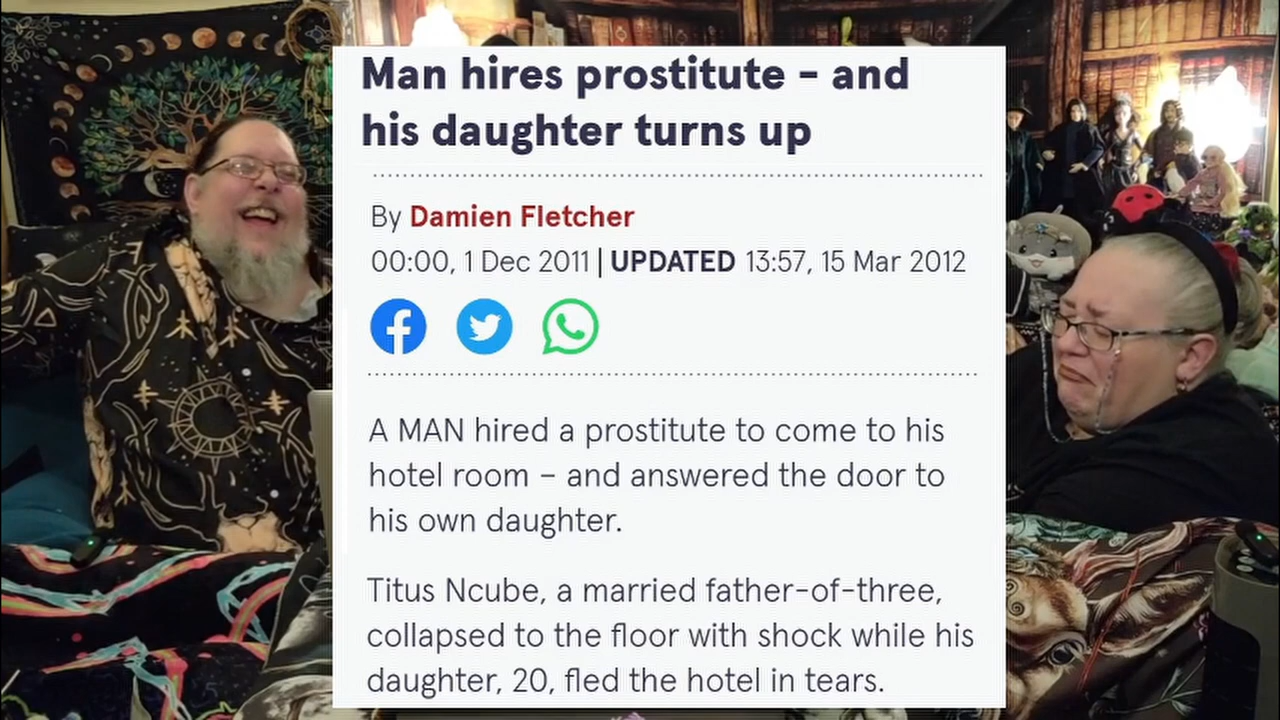 Man hires prostitute – and
his daughter turns up
By Damien Fletcher
00:00, 1 Dec 2011 | UPDATED 13:57, 15 Mar 2012
A MAN hired a prostitute to come to his
hotel room – and answered the door to
his own daughter.
Titus Ncube, a married father-of-three,
collapsed to the floor with shock while his
daughter, 20, fled the hotel in tears.